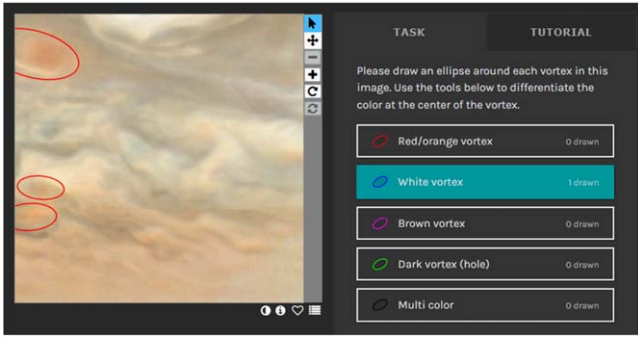 TASK
TUTORIAL
Please draw an ellipse around each vortex in this
image. Use the tools below to differentiate the
color at the center of the vortex.
Red/orange vortex 0 drawn
White vortex 1 drawn
Brown vortex 0 drawn
Dark vortex (hole) 0 drawn
Multi color 0 drawn